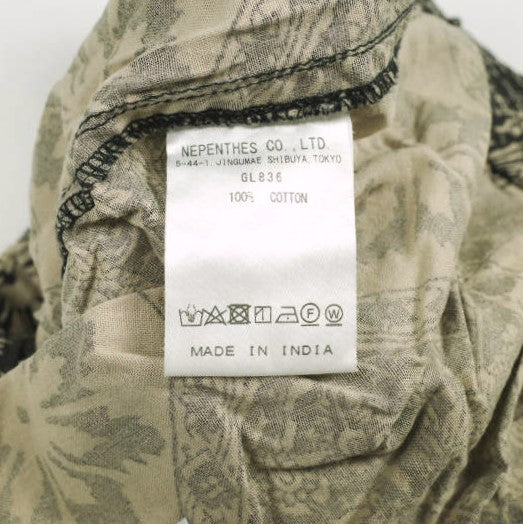 NEPENTHES CO.,LTD.
5-44-1,JINGUMAE SHIBUYA,TOKYO
GL836
100% COTTON
F W
MADE IN INDIA